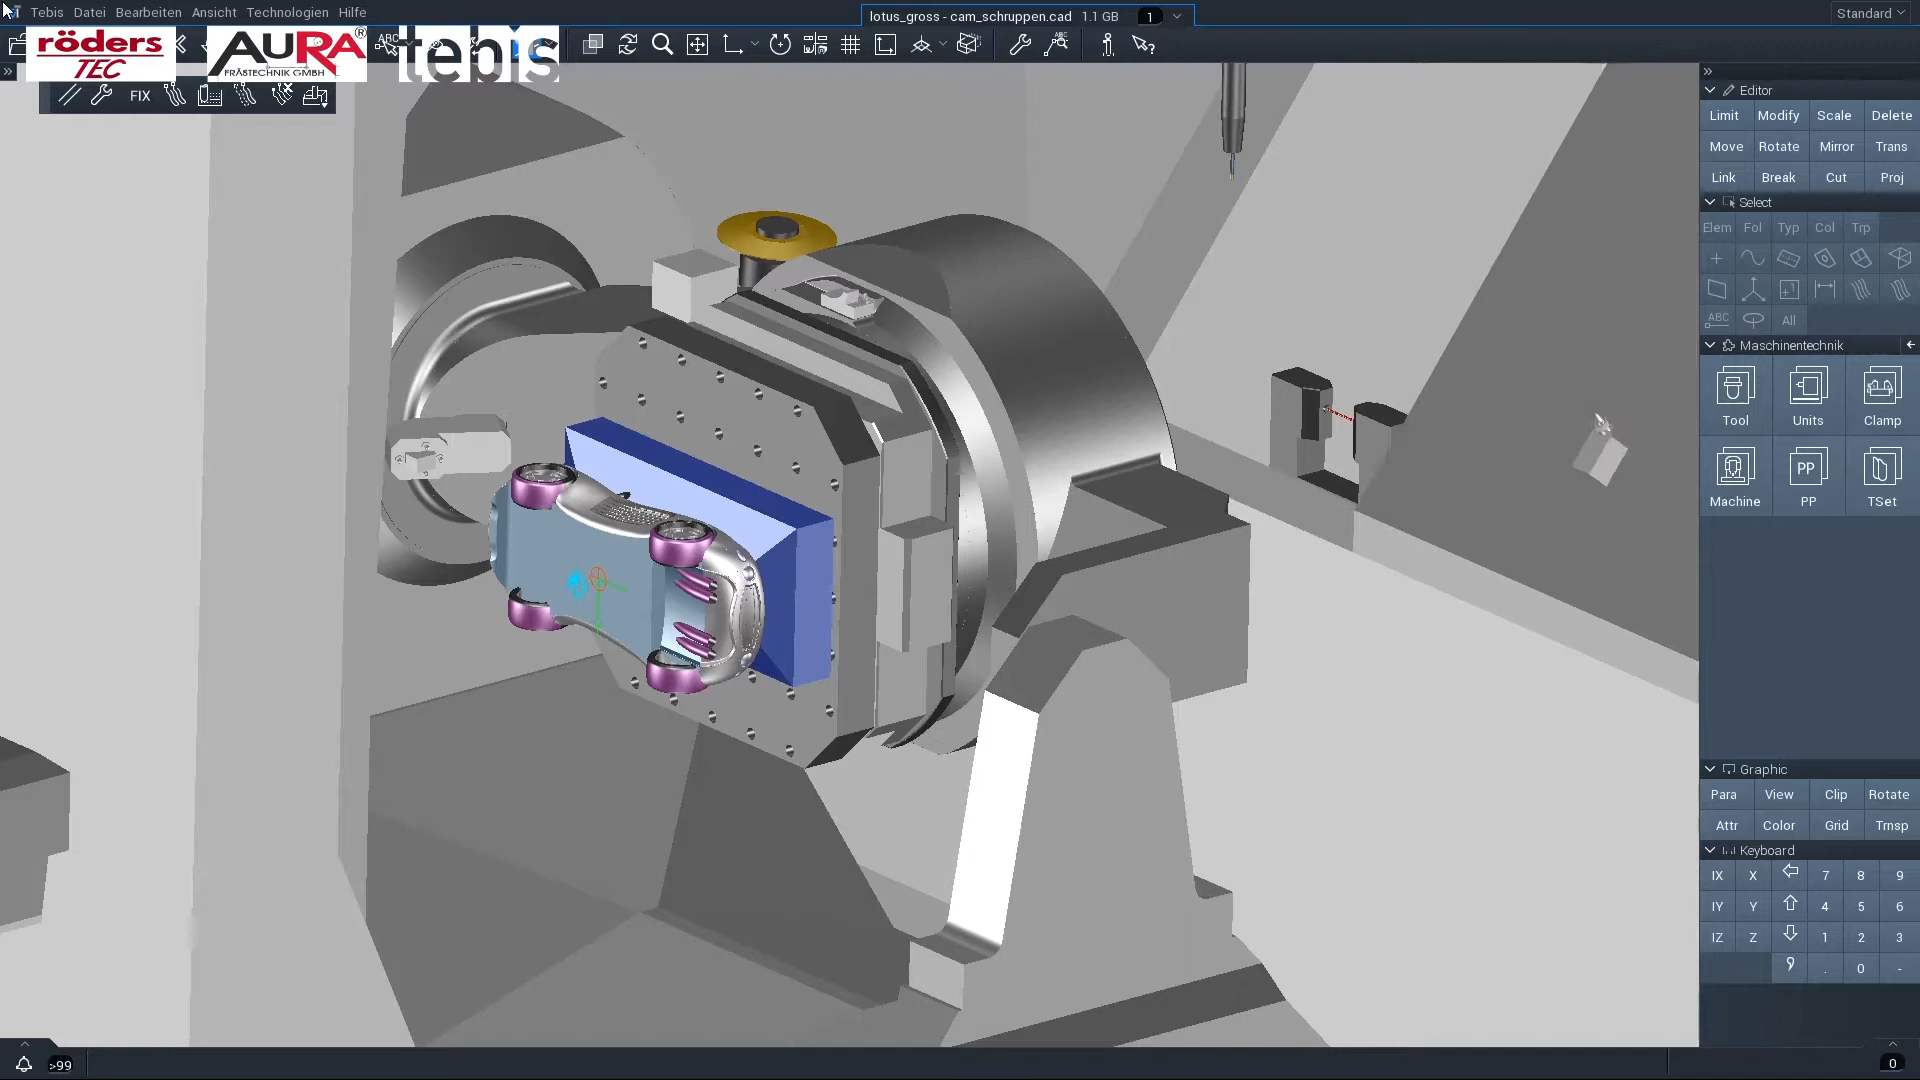 Tebis Datei Bearbeiten Ansicht Technologien Hilfe
lotus_gross - cam_schruppen.cad 1.1 GB 1
Standard
röders
TEC
AURA®
FRÄSTECHNIK GMBH
tebis
ABC
ABC
FIX
Editor
Limit Modify Scale Delete
Move Rotate Mirror Trans
Link Break Cut Proj
Select
Elem Fol Typ Col Trp
ABC All
Maschinentechnik
Tool Units Clamp
PP
Machine PP TSet
Graphic
Para View Clip Rotate
Attr Color Grid Trnsp
Keyboard
IX X 7 8 9
IY Y 4 5 6
IZ Z 1 2 3
. 0 -
>99
0